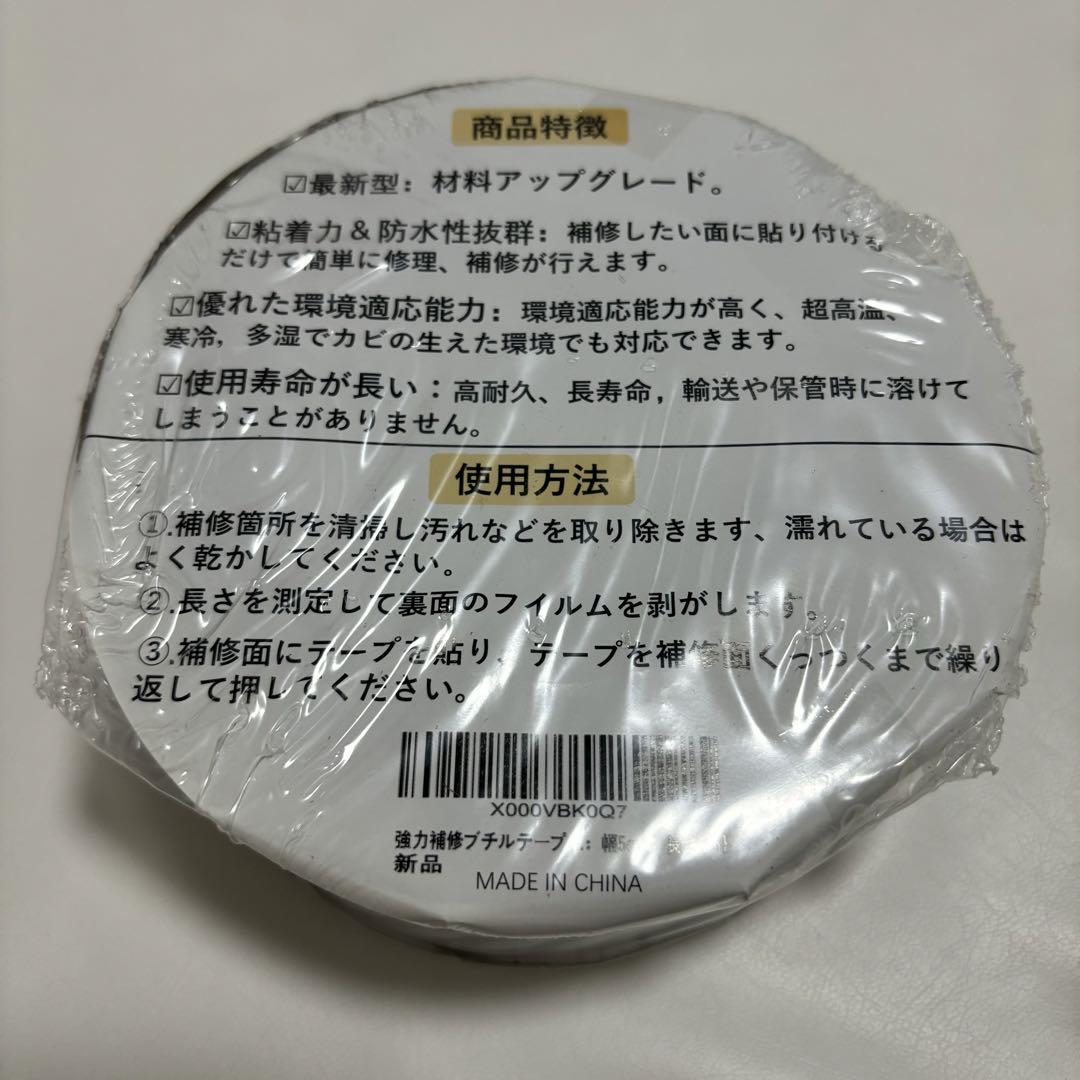 商品特徴
☑最新型：材料アップグレード。
☑粘着力＆防水性抜群：補修したい面に貼り付ける
だけで簡単に修理、補修が行えます。
☑優れた環境適応能力：環境適応能力が高く、超高温、
寒冷，多湿でカビの生えた環境でも対応できます。
☑使用寿命が長い：高耐久、長寿命，輸送や保管時に溶けて
しまうことがありません。
使用方法
①.補修箇所を清掃し汚れなどを取り除きます、濡れている場合は
よく乾かしてください。
②.長さを測定して裏面のフイルムを剥がします。
③.補修面にテープを貼り、テープを補修面くっつくまで繰り
返して押してください。
X000VBK0Q7
強力補修ブチルテープ 幅5
新品
MADE IN CHINA